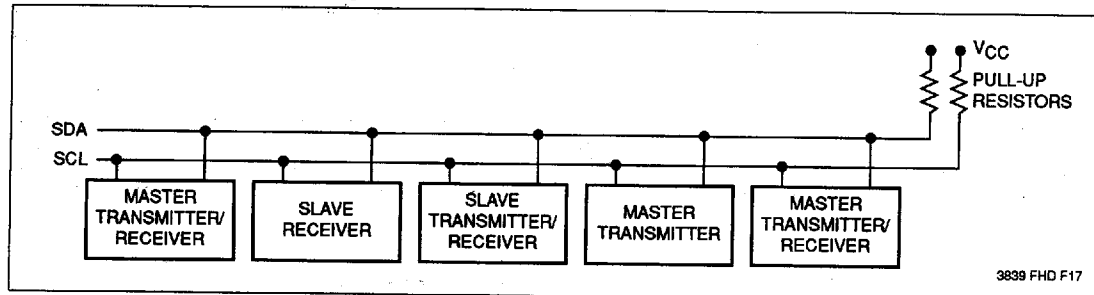 VCC
PULL-UP
RESISTORS
SDA
SCL
MASTER
TRANSMITTER/
RECEIVER
SLAVE
RECEIVER
SLAVE
TRANSMITTER/
RECEIVER
MASTER
TRANSMITTER
MASTER
TRANSMITTER/
RECEIVER
3839 FHD F17